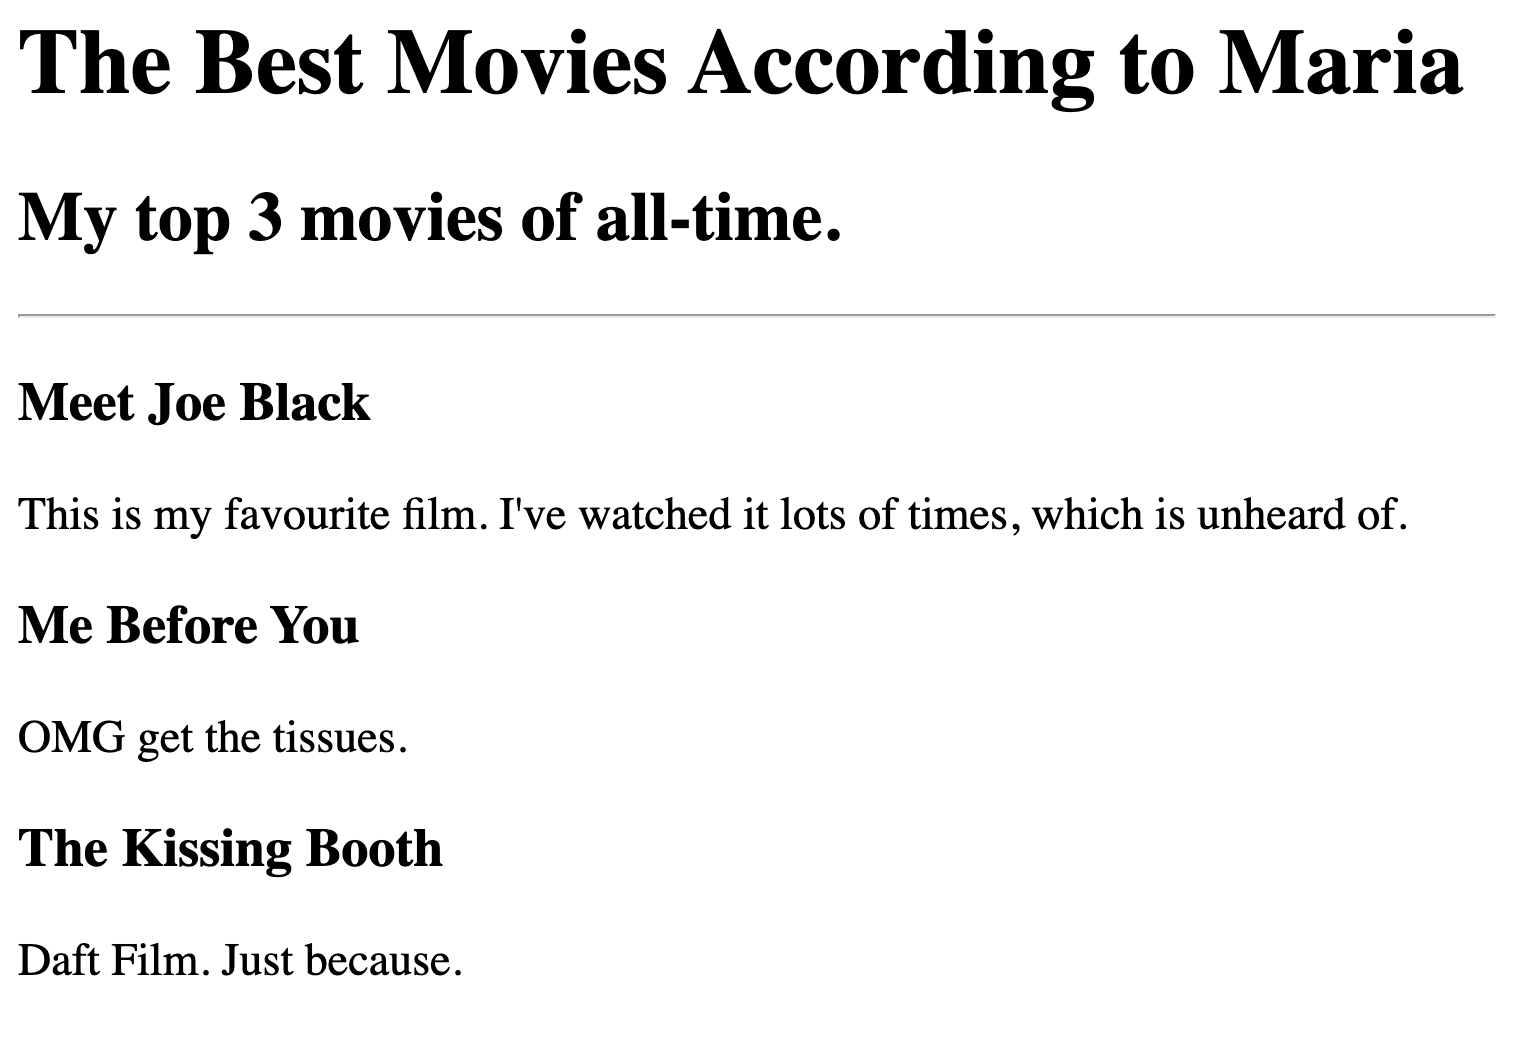 The Best Movies According to Maria
My top 3 movies of all-time.
Meet Joe Black
This is my favourite film. I've watched it lots of times, which is unheard of.
Me Before You
OMG get the tissues.
The Kissing Booth
Daft Film. Just because.